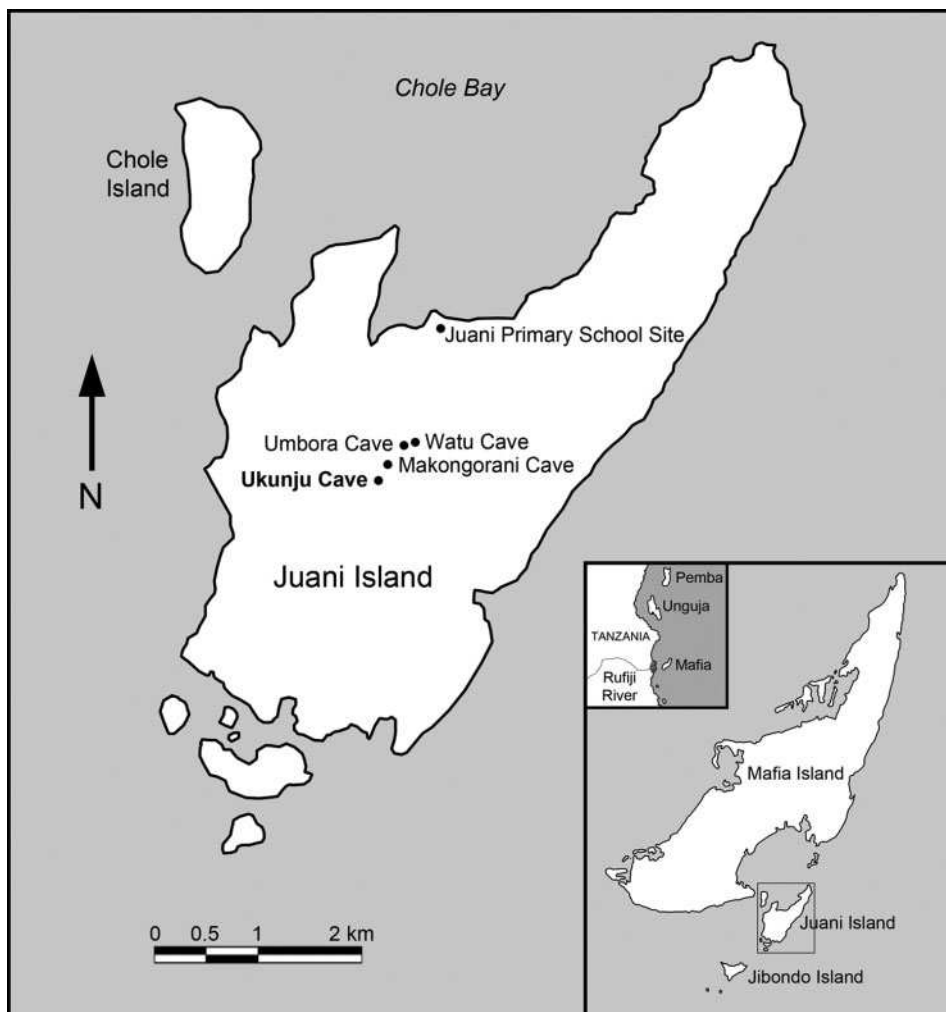 Chole Bay
Chole
Island
Juani Primary School Site
Umbora Cave
Watu Cave
Makongorani Cave
Ukunju Cave
N
Juani Island
0 0.5 1 2 km
Pemba
Unguja
TANZANIA
Mafia
Rufiji
River
Mafia Island
Juani Island
Jibondo Island